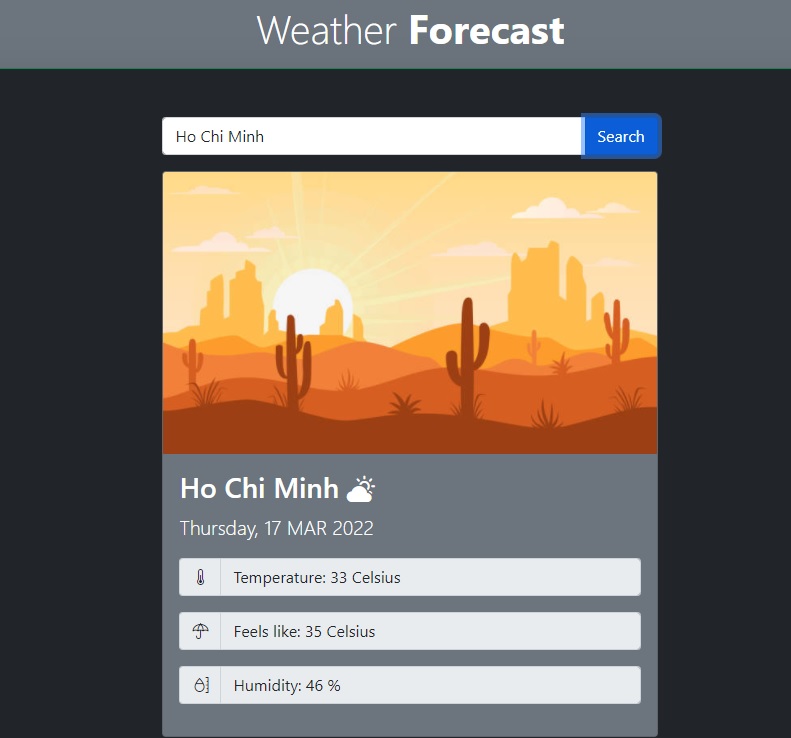 Weather Forecast
Ho Chi Minh
Search
Ho Chi Minh
Thursday, 17 MAR 2022
Temperature: 33 Celsius
Feels like: 35 Celsius
Humidity: 46 %